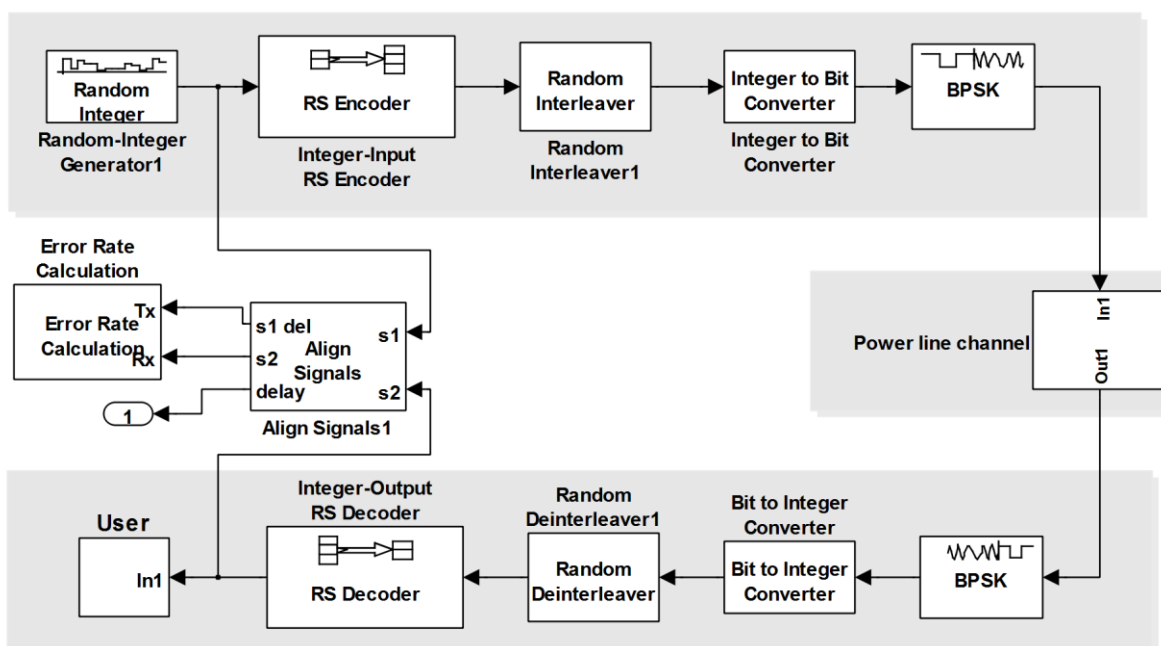 Random
Integer
Random-Integer
Generator1
RS Encoder
Integer-Input
RS Encoder
Random
Interleaver
Random
Interleaver1
Integer to Bit
Converter
Integer to Bit
Converter
BPSK
Error Rate
Calculation
Tx
Error Rate
Calculation
Rx
s1 del
s2
delay
Align
Signals
s1
s2
Align Signals1
1
Power line channel
In1
Out1
User
In1
Integer-Output
RS Decoder
RS Decoder
Random
Deinterleaver1
Random
Deinterleaver
Bit to Integer
Converter
Bit to Integer
Converter
BPSK